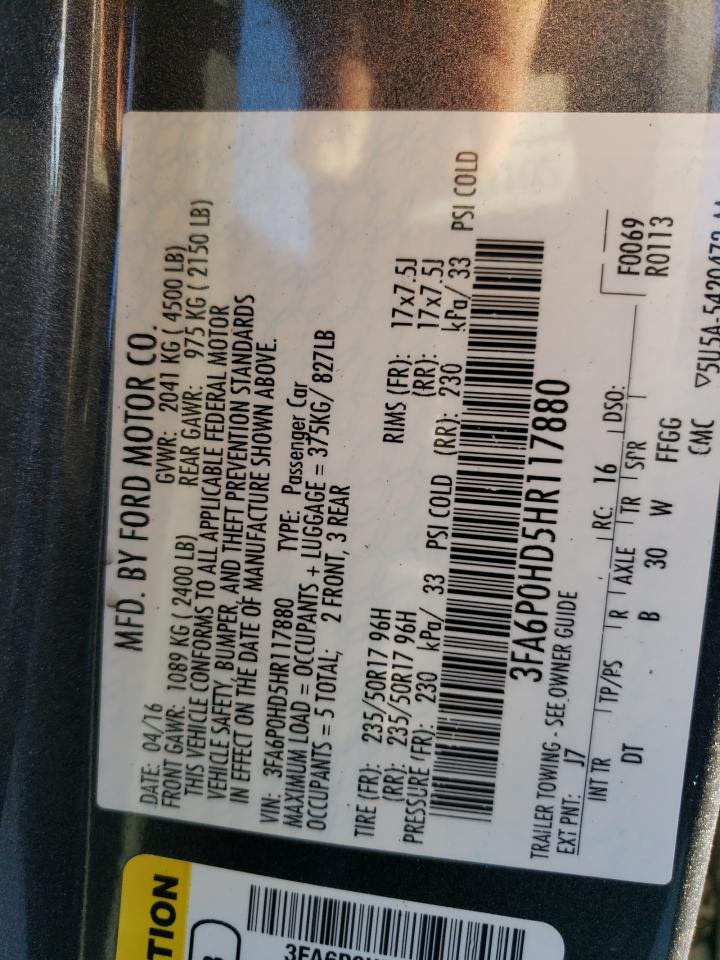 MFD. BY FORD MOTOR CO.
DATE: 04/16 GVWR: 2041 KG ( 4500 LB)
FRONT GAWR: 1089 KG ( 2400 LB) REAR GAWR: 975 KG ( 2150 LB)
THIS VEHICLE CONFORMS TO ALL APPLICABLE FEDERAL MOTOR
VEHICLE SAFETY, BUMPER, AND THEFT PREVENTION STANDARDS
IN EFFECT ON THE DATE OF MANUFACTURE SHOWN ABOVE.
VIN: 3FA6P0HD5HR117880 TYPE: Passenger Car
MAXIMUM LOAD = OCCUPANTS + LUGGAGE = 375KG/ 827LB
OCCUPANTS = 5 TOTAL; 2 FRONT, 3 REAR
TIRE (FR): 235/50R17 96H RIMS (FR): 17x7.5J
(RR): 235/50R17 96H (RR): 17x7.5J
PRESSURE (FR): 230 kPa/ 33 PSI COLD (RR): 230 kPa/ 33 PSI COLD
3FA6P0HD5HR117880
TRAILER TOWING - SEE OWNER GUIDE
EXT PNT: J7 RC: 16 DSO: F0069
R0113
INT TR TP/PS R AXLE TR SPR
DT B 30 W FFGG
CMC
TION